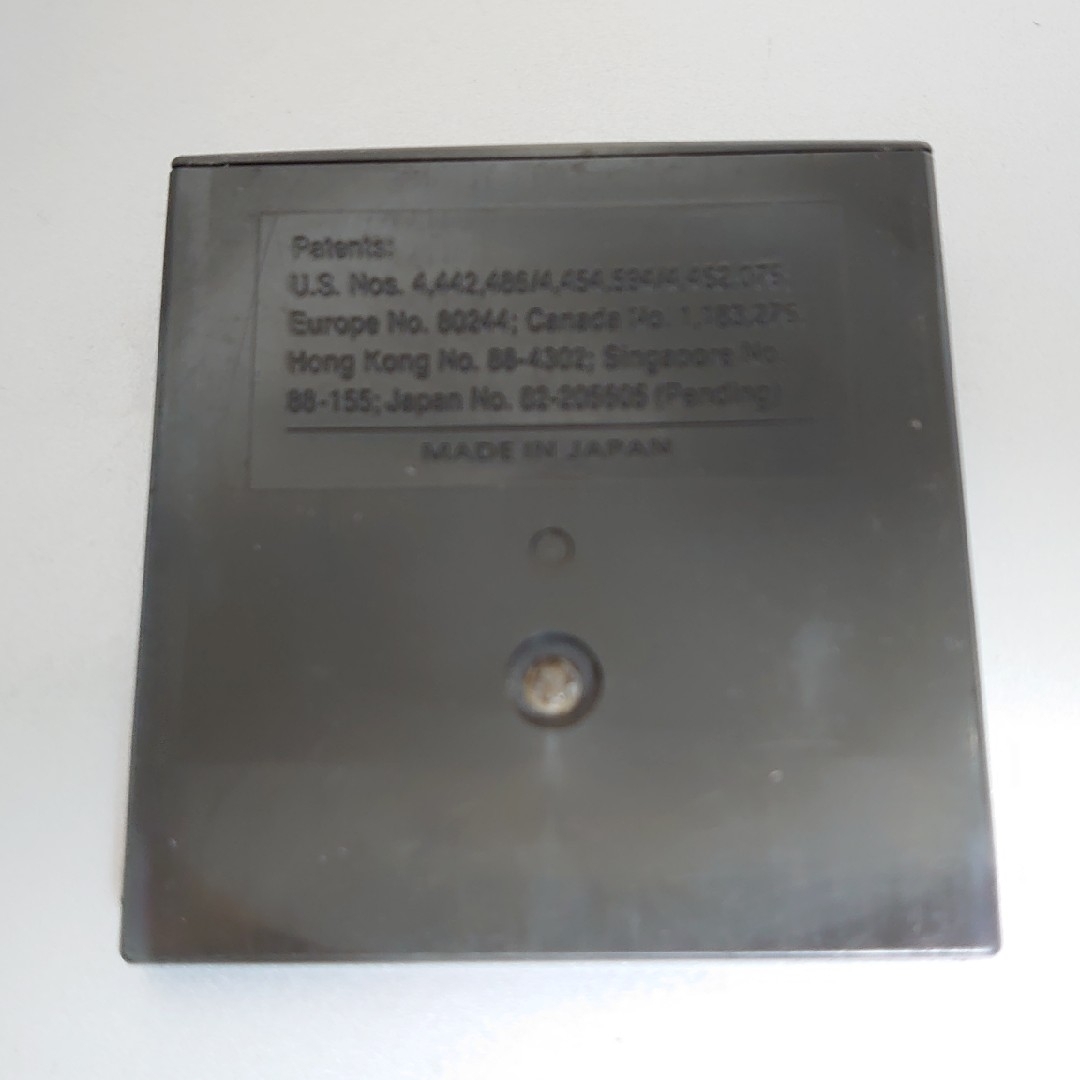 Patents:
U.S. Nos. 4,442,486/4,454,594/4,462,076;
Europe No. 80244; Canada No. 1,183,276;
Hong Kong No. 88-4302; Singapore No.
88-155; Japan No. 82-205605 (Pending)
MADE IN JAPAN